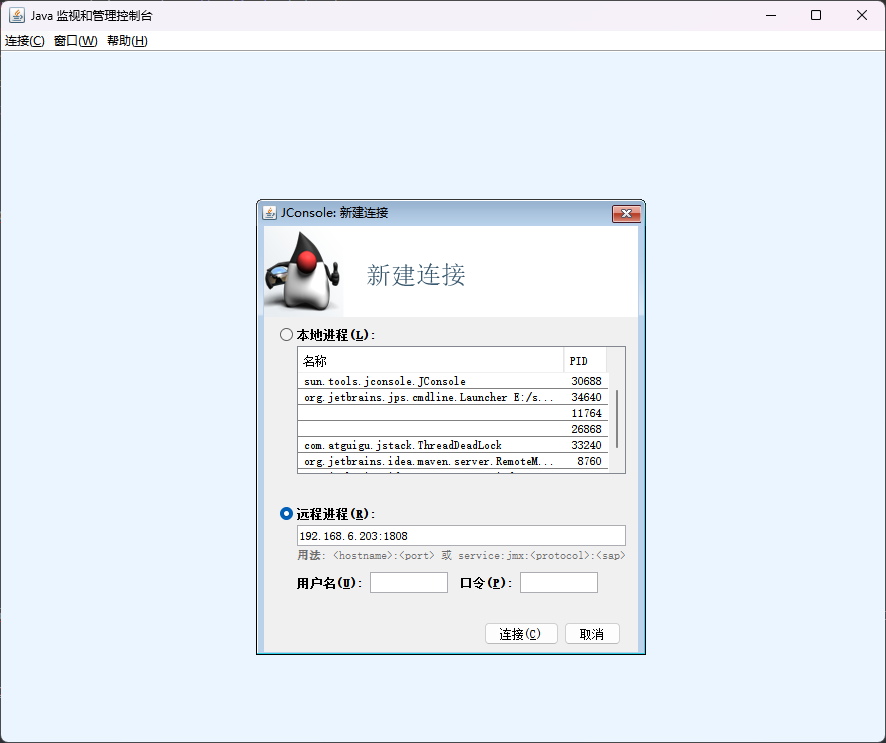 Java 监视和管理控制台
连接(C) 窗口(W) 帮助(H)
JConsole: 新建连接
新建连接
本地进程(L):
名称 PID
sun.tools.jconsole.JConsole 30688
org.jetbrains.jps.cmdline.Launcher E:/s... 34640
11764
26868
com.atguigu.jstack.ThreadDeadLock 33240
org.jetbrains.idea.maven.server.RemoteM... 8760
远程进程(R):
192.168.6.203:1808
用法: <hostname>:<port> 或 service:jmx:<protocol>:<sap>
用户名(U): 口令(P):
连接(C) 取消